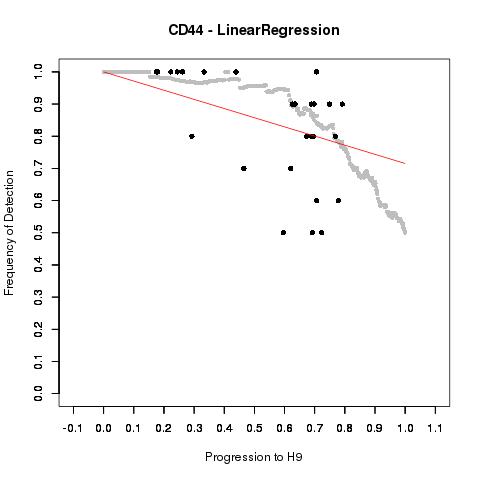 CD44 - LinearRegression
Frequency of Detection
1.0
0.9
0.8
0.7
0.6
0.5
0.4
0.3
0.2
0.1
0.0
-0.1 0.0 0.1 0.2 0.3 0.4 0.5 0.6 0.7 0.8 0.9 1.0 1.1
Progression to H9